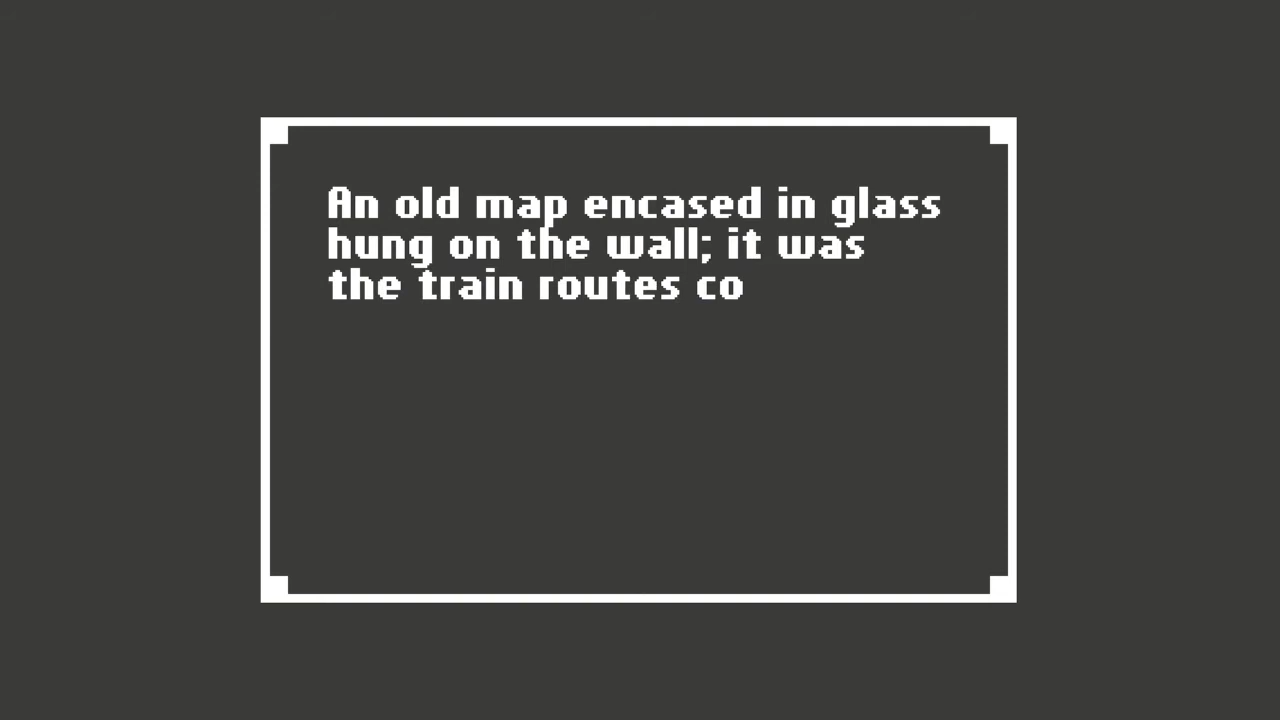 An old map encased in glass
hung on the wall; it was
the train routes co